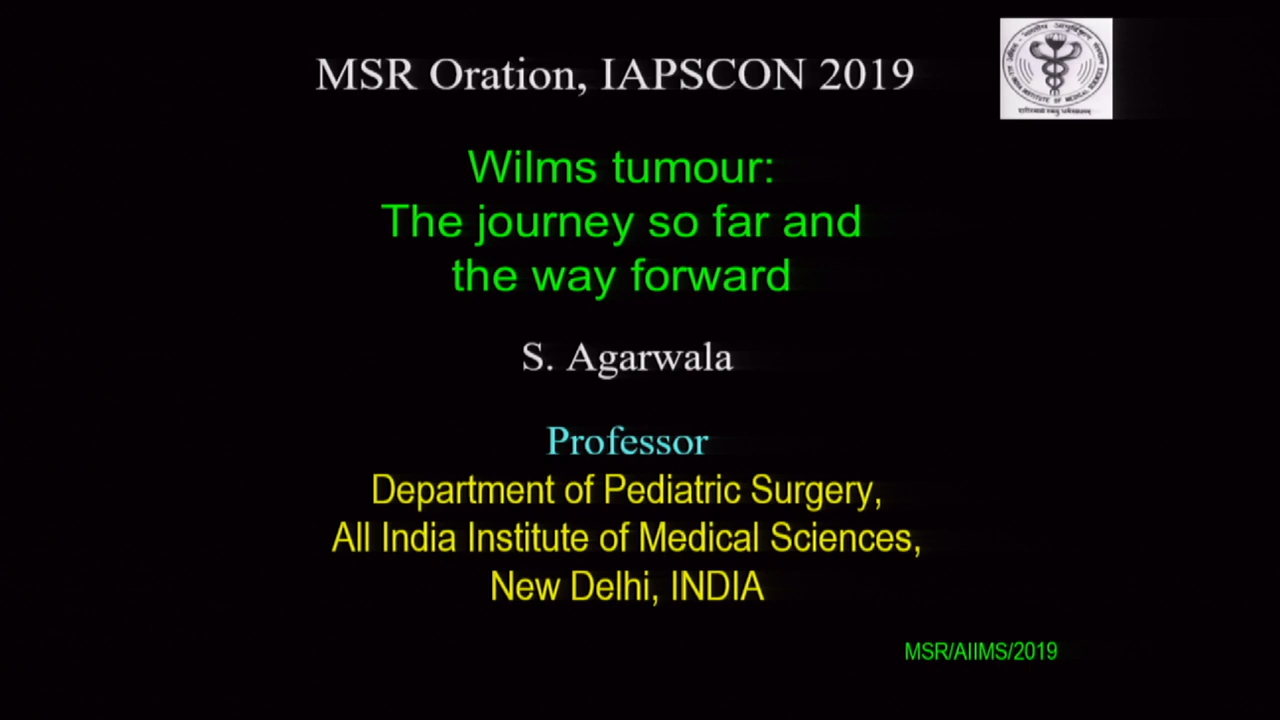 MSR Oration, IAPSCON 2019
Wilms tumour:
The journey so far and
the way forward
S. Agarwala
Professor
Department of Pediatric Surgery,
All India Institute of Medical Sciences,
New Delhi, INDIA
MSR/AIIMS/2019